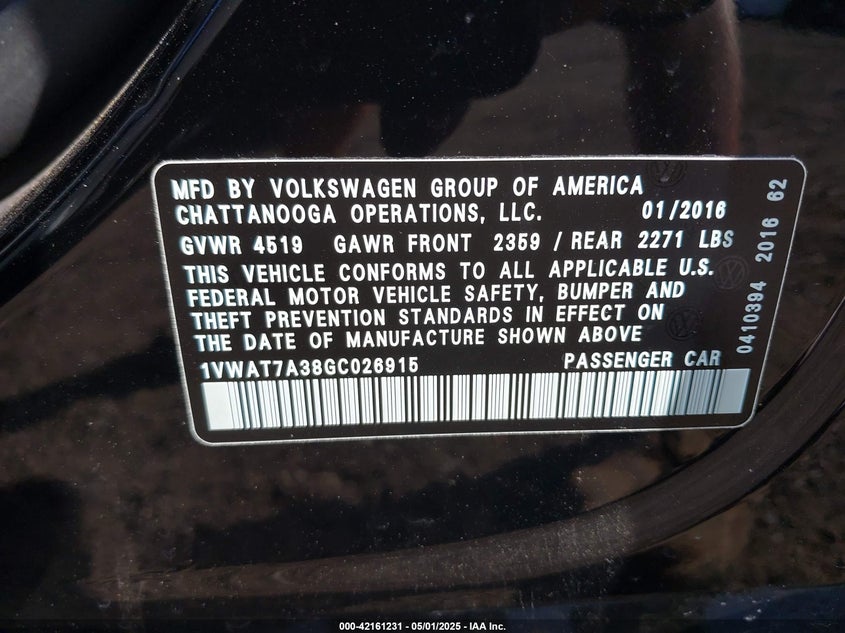 MFD BY VOLKSWAGEN GROUP OF AMERICA
CHATTANOOGA OPERATIONS, LLC. 01/2016
GVWR 4519 GAWR FRONT 2359 / REAR 2271 LBS
THIS VEHICLE CONFORMS TO ALL APPLICABLE U.S.
FEDERAL MOTOR VEHICLE SAFETY, BUMPER AND
THEFT PREVENTION STANDARDS IN EFFECT ON
THE DATE OF MANUFACTURE SHOWN ABOVE
1VWAT7A38GC026915 PASSENGER CAR
0410394 2016 62
000-42161231 - 05/01/2025 - IAA Inc.